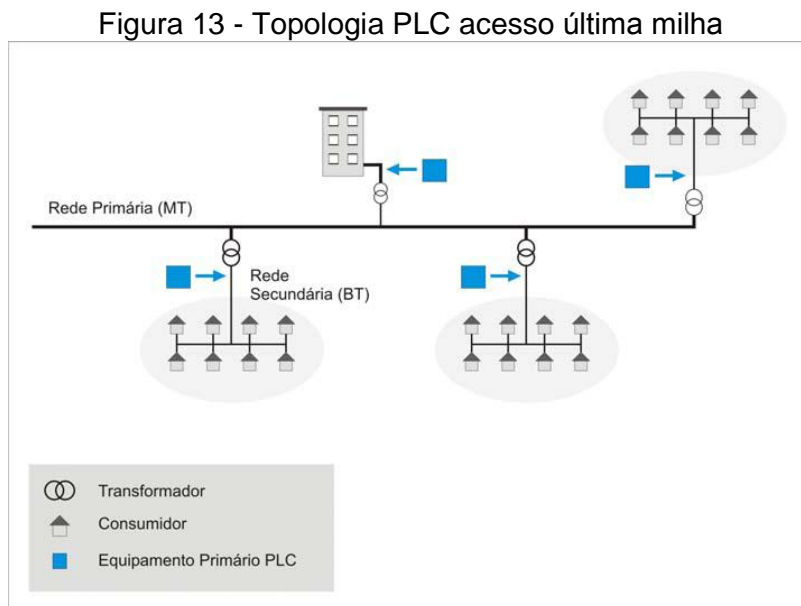 Figura 13 - Topologia PLC acesso última milha
Rede Primária (MT)
Rede
Secundária (BT)
Transformador
Consumidor
Equipamento Primário PLC